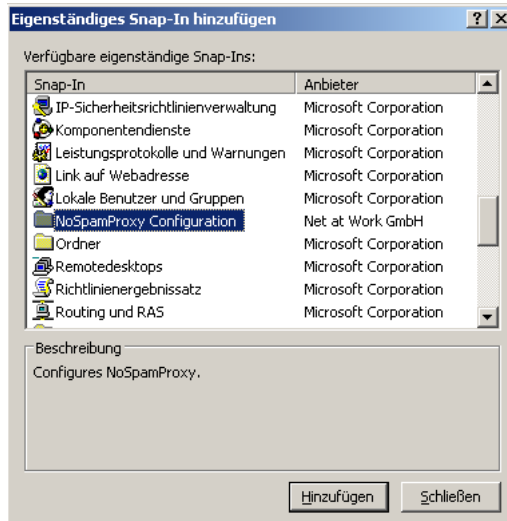 Eigenständiges Snap-In hinzufügen
Verfügbare eigenständige Snap-Ins:
Snap-In Anbieter
IP-Sicherheitsrichtlinienverwaltung Microsoft Corporation
Komponentendienste Microsoft Corporation
Leistungsprotokolle und Warnungen Microsoft Corporation
Link auf Webadresse Microsoft Corporation
Lokale Benutzer und Gruppen Microsoft Corporation
NoSpamProxy Configuration Net at Work GmbH
Ordner Microsoft Corporation
Remotedesktops Microsoft Corporation
Richtlinienergebnissatz Microsoft Corporation
Routing und RAS Microsoft Corporation
Beschreibung
Configures NoSpamProxy.
Hinzufügen Schließen